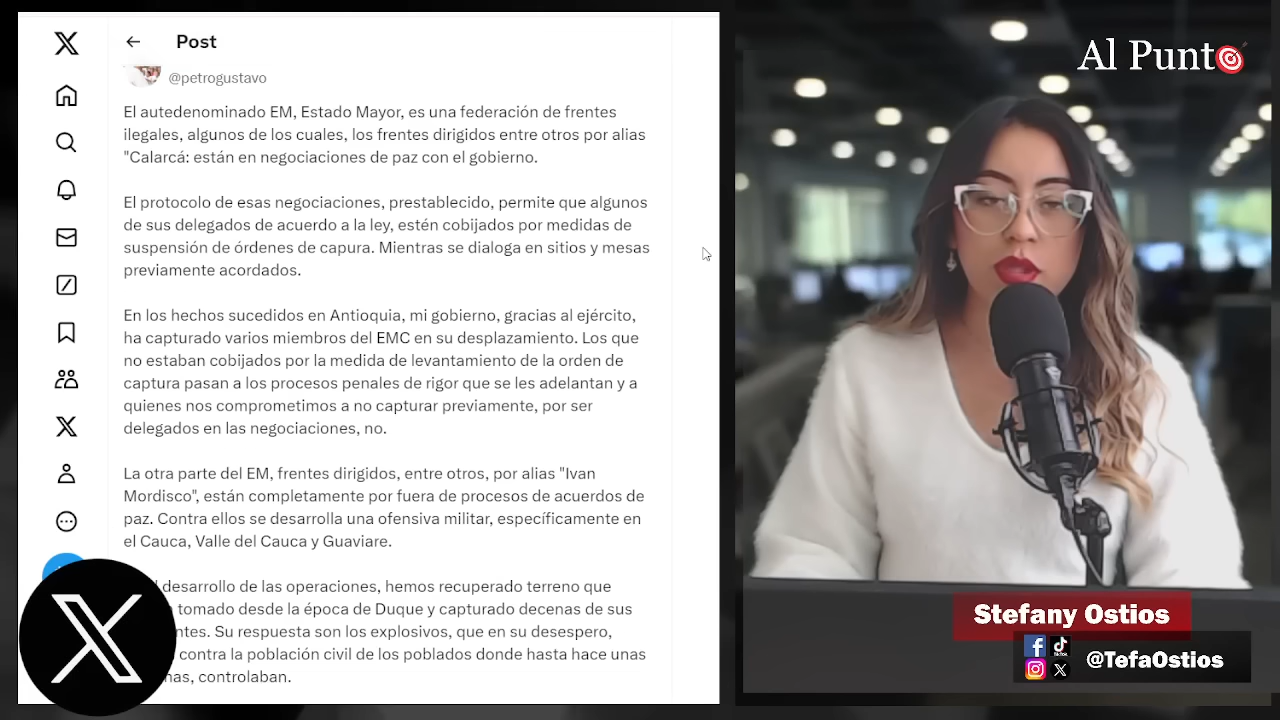 Post
@petrogustavo
El autedenominado EM, Estado Mayor, es una federación de frentes
ilegales, algunos de los cuales, los frentes dirigidos entre otros por alias
"Calarcá: están en negociaciones de paz con el gobierno.
El protocolo de esas negociaciones, prestablecido, permite que algunos
de sus delegados de acuerdo a la ley, estén cobijados por medidas de
suspensión de órdenes de capura. Mientras se dialoga en sitios y mesas
previamente acordados.
En los hechos sucedidos en Antioquia, mi gobierno, gracias al ejército,
ha capturado varios miembros del EMC en su desplazamiento. Los que
no estaban cobijados por la medida de levantamiento de la orden de
captura pasan a los procesos penales de rigor que se les adelantan y a
quienes nos comprometimos a no capturar previamente, por ser
delegados en las negociaciones, no.
La otra parte del EM, frentes dirigidos, entre otros, por alias "Ivan
Mordisco", están completamente por fuera de procesos de acuerdos de
paz. Contra ellos se desarrolla una ofensiva militar, específicamente en
el Cauca, Valle del Cauca y Guaviare.
desarrollo de las operaciones, hemos recuperado terreno que
tomado desde la época de Duque y capturado decenas de sus
ntes. Su respuesta son los explosivos, que en su desespero,
contra la población civil de los poblados donde hasta hace unas
nas, controlaban.
Al Punto
Stefany Ostios
@TefaOstios